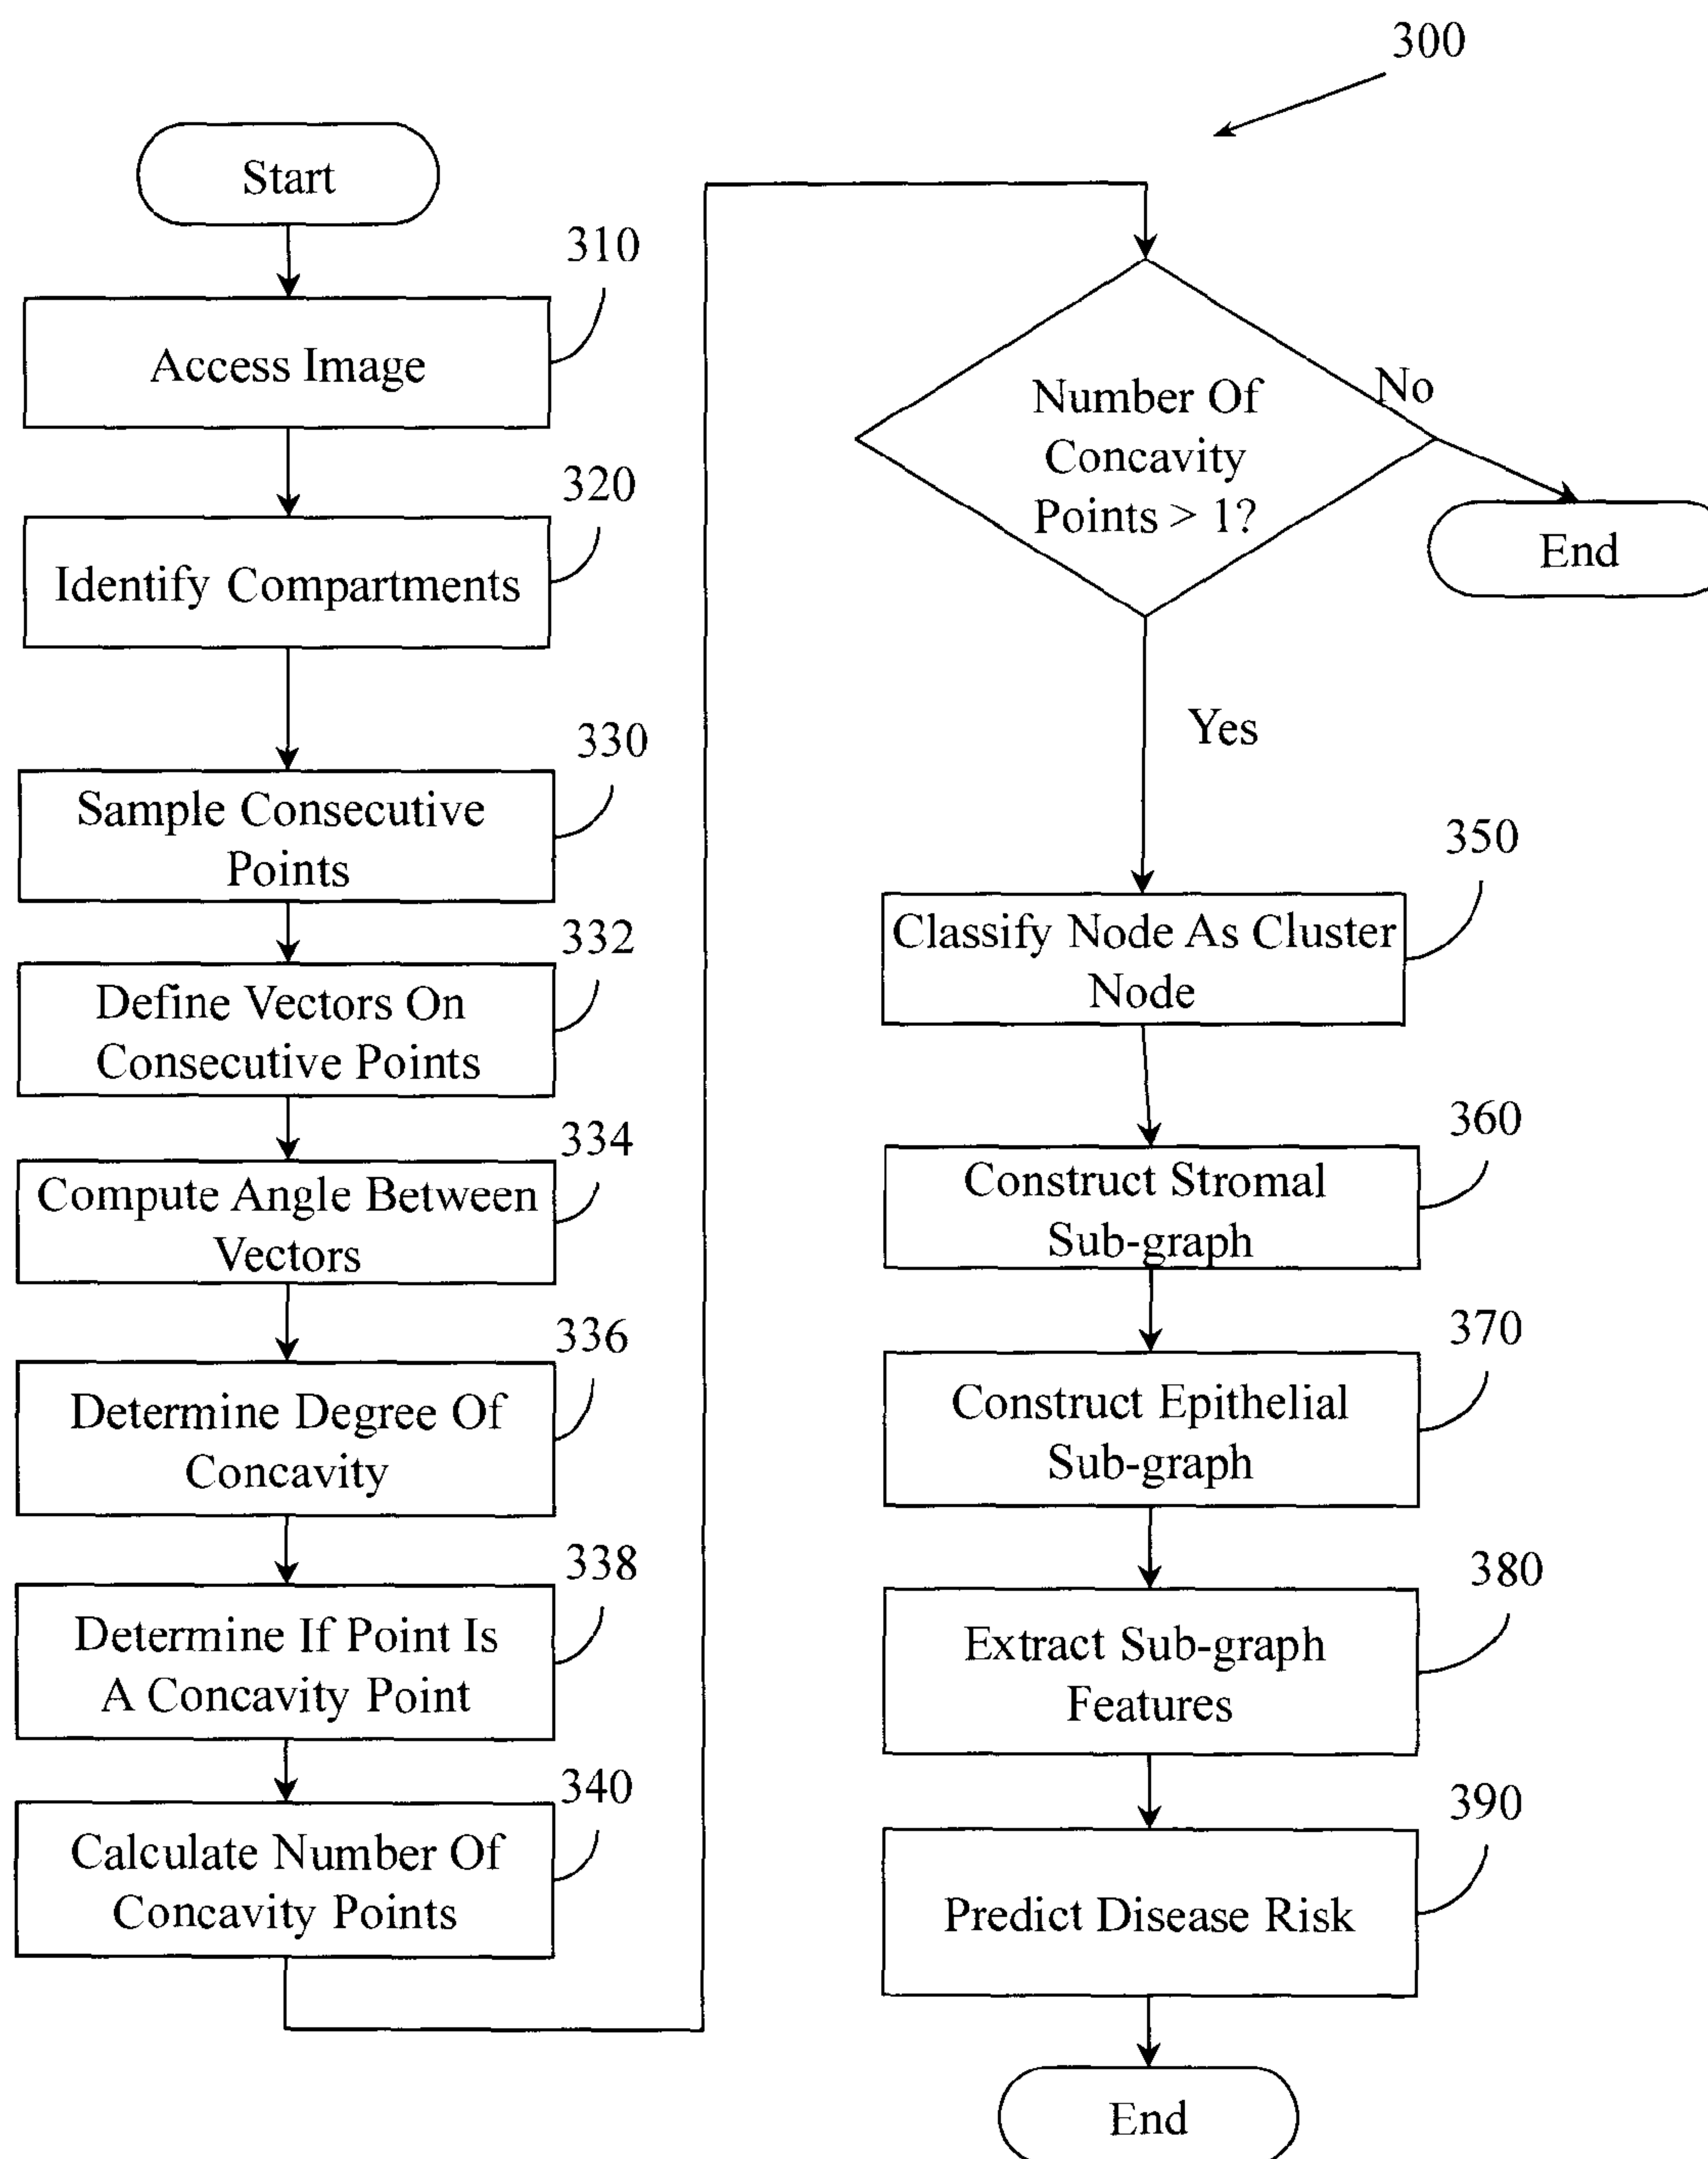 300
Start
310
Access Image
320
Identify Compartments
330
Sample Consecutive
Points
332
Define Vectors On
Consecutive Points
334
Compute Angle Between
Vectors
336
Determine Degree Of
Concavity
338
Determine If Point Is
A Concavity Point
340
Calculate Number Of
Concavity Points
Number Of
Concavity
Points > 1?
No
End
Yes
350
Classify Node As Cluster
Node
360
Construct Stromal
Sub-graph
370
Construct Epithelial
Sub-graph
380
Extract Sub-graph
Features
390
Predict Disease Risk
End